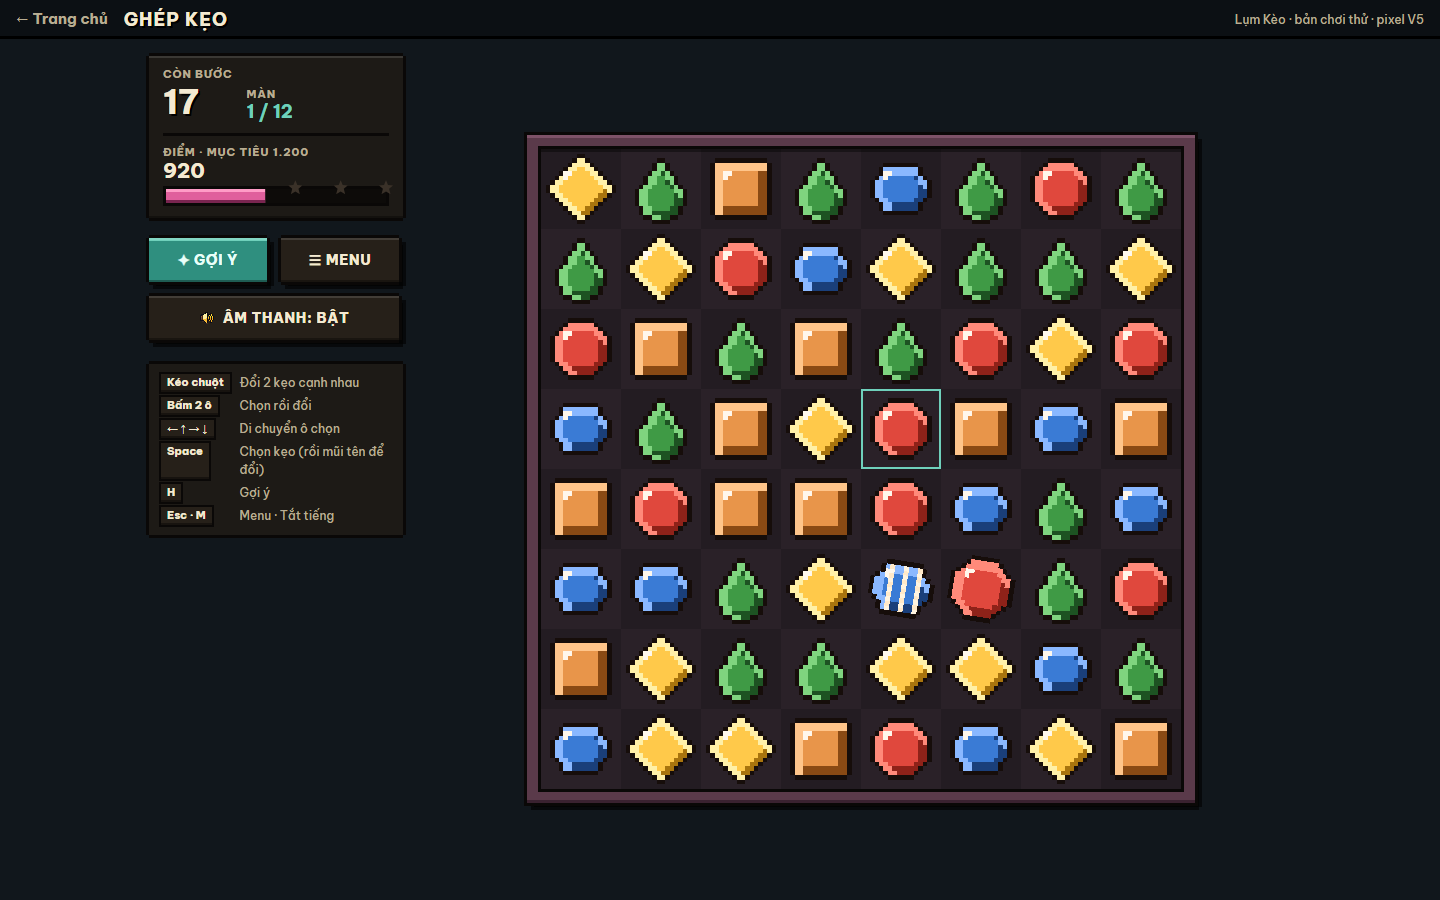 ← Trang chủ GHÉP KẸO
Lụm Kèo · bản chơi thử · pixel V5
CÒN BƯỚC
17
MÀN
1 / 12
ĐIỂM · MỤC TIÊU 1.200
920
✦ GỢI Ý
☰ MENU
ÂM THANH: BẬT
Kéo chuột Đổi 2 kẹo cạnh nhau
Bấm 2 ô Chọn rồi đổi
←↑→↓ Di chuyển ô chọn
Space Chọn kẹo (rồi mũi tên để
đổi)
H Gợi ý
Esc · M Menu · Tắt tiếng